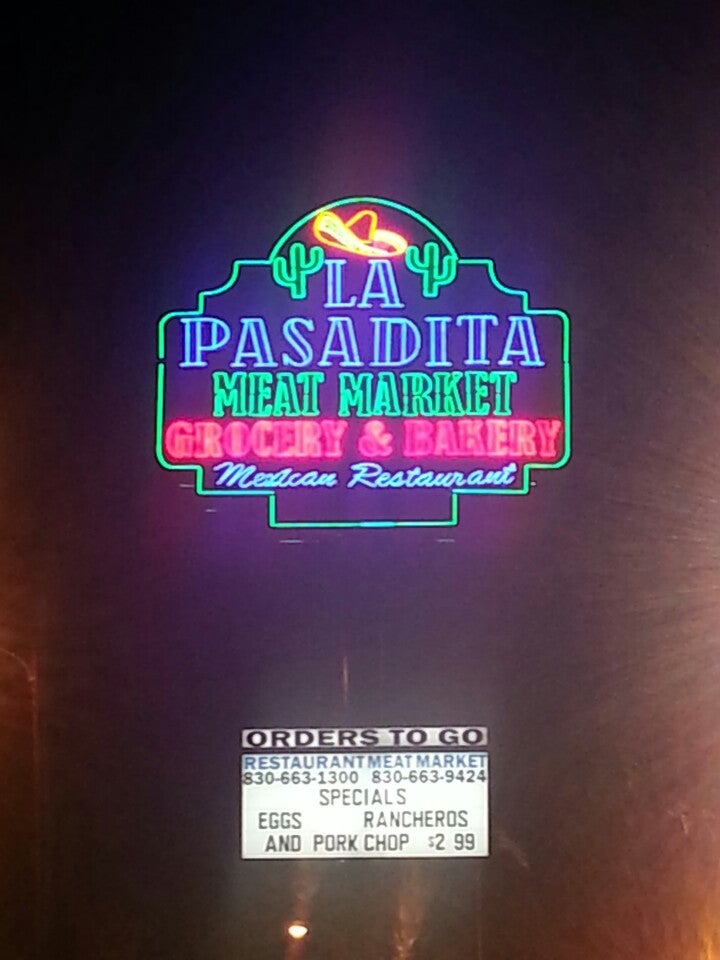 LA
PASADITA
MEAT MARKET
GROCERY & BAKERY
Mexican Restaurant
ORDERS TO GO
RESTAURANT MEAT MARKET
830-663-1300 830-663-9424
SPECIALS
EGGS RANCHEROS
AND PORK CHOP $2 99